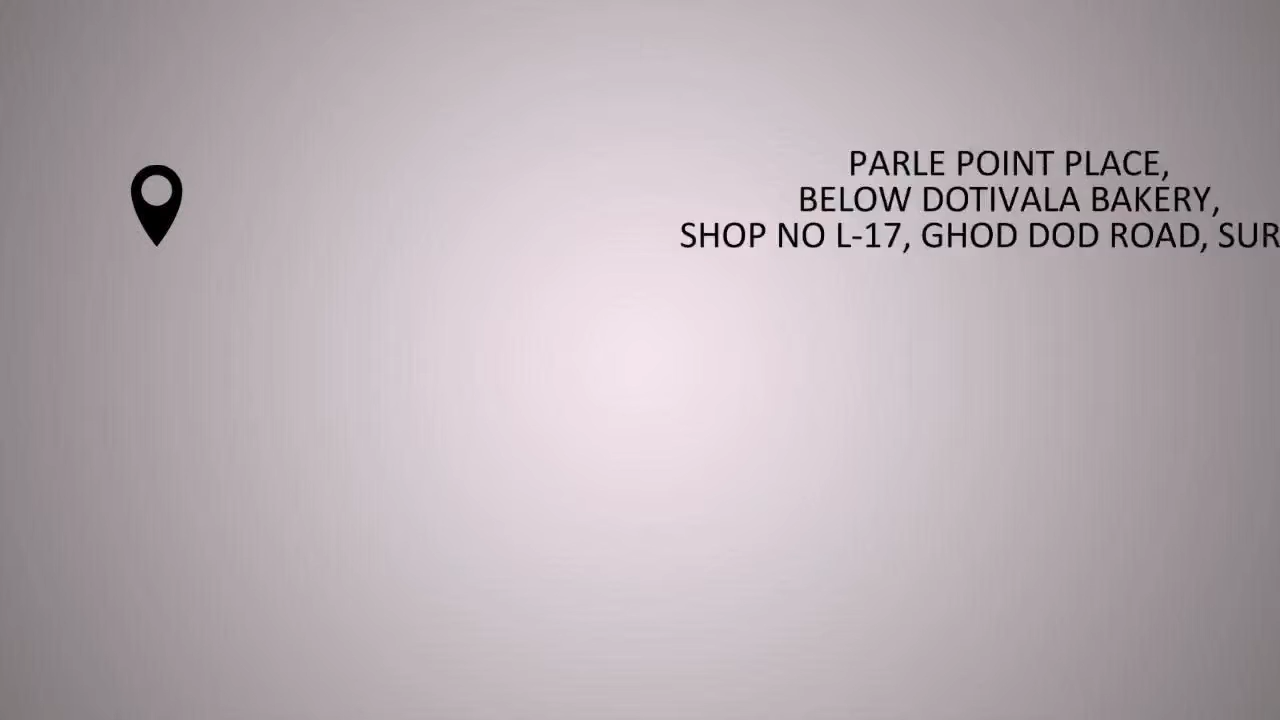 PARLE POINT PLACE,
BELOW DOTIVALA BAKERY,
SHOP NO L-17, GHOD DOD ROAD, SUR